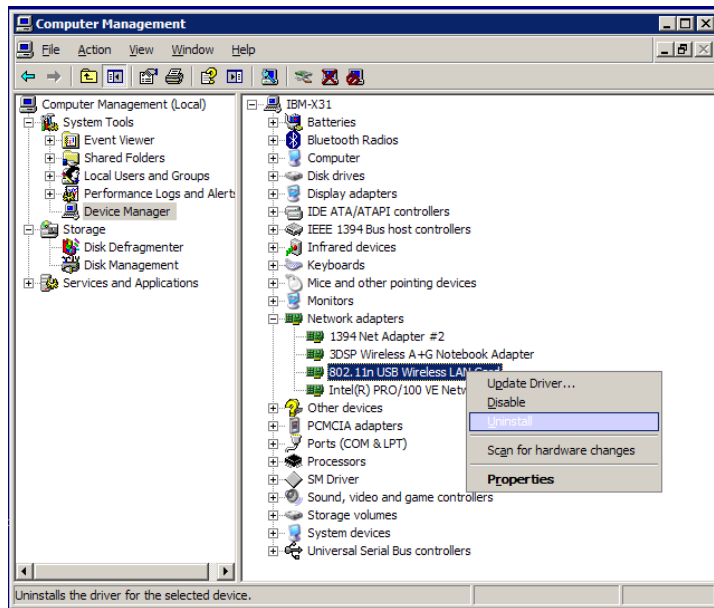 Computer Management
File Action View Window Help
Computer Management (Local)
System Tools
Event Viewer
Shared Folders
Local Users and Groups
Performance Logs and Alerts
Device Manager
Storage
Disk Defragmenter
Disk Management
Services and Applications
IBM-X31
Batteries
Bluetooth Radios
Computer
Disk drives
Display adapters
IDE ATA/ATAPI controllers
IEEE 1394 Bus host controllers
Infrared devices
Keyboards
Mice and other pointing devices
Monitors
Network adapters
1394 Net Adapter #2
3DSP Wireless A+G Notebook Adapter
802.11n USB Wireless LAN Card
Intel(R) PRO/100 VE Netw
Other devices
PCMCIA adapters
Ports (COM & LPT)
Processors
SM Driver
Sound, video and game controllers
Storage volumes
System devices
Universal Serial Bus controllers
Update Driver...
Disable
Uninstall
Scan for hardware changes
Properties
Uninstalls the driver for the selected device.